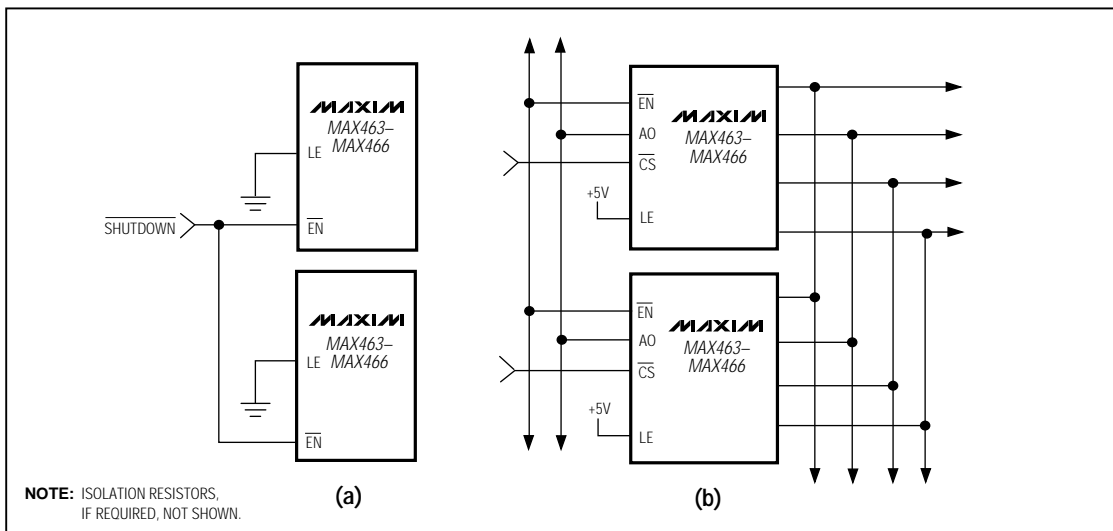 MAXIM
MAX463–
MAX466
LE
SHUTDOWN
EN
MAXIM
MAX463–
MAX466
LE
EN
NOTE: ISOLATION RESISTORS,
IF REQUIRED, NOT SHOWN.
(a)
EN
MAXIM
AO
MAX463–
MAX466
CS
+5V
LE
EN
MAXIM
AO
MAX463–
MAX466
CS
+5V
LE
(b)